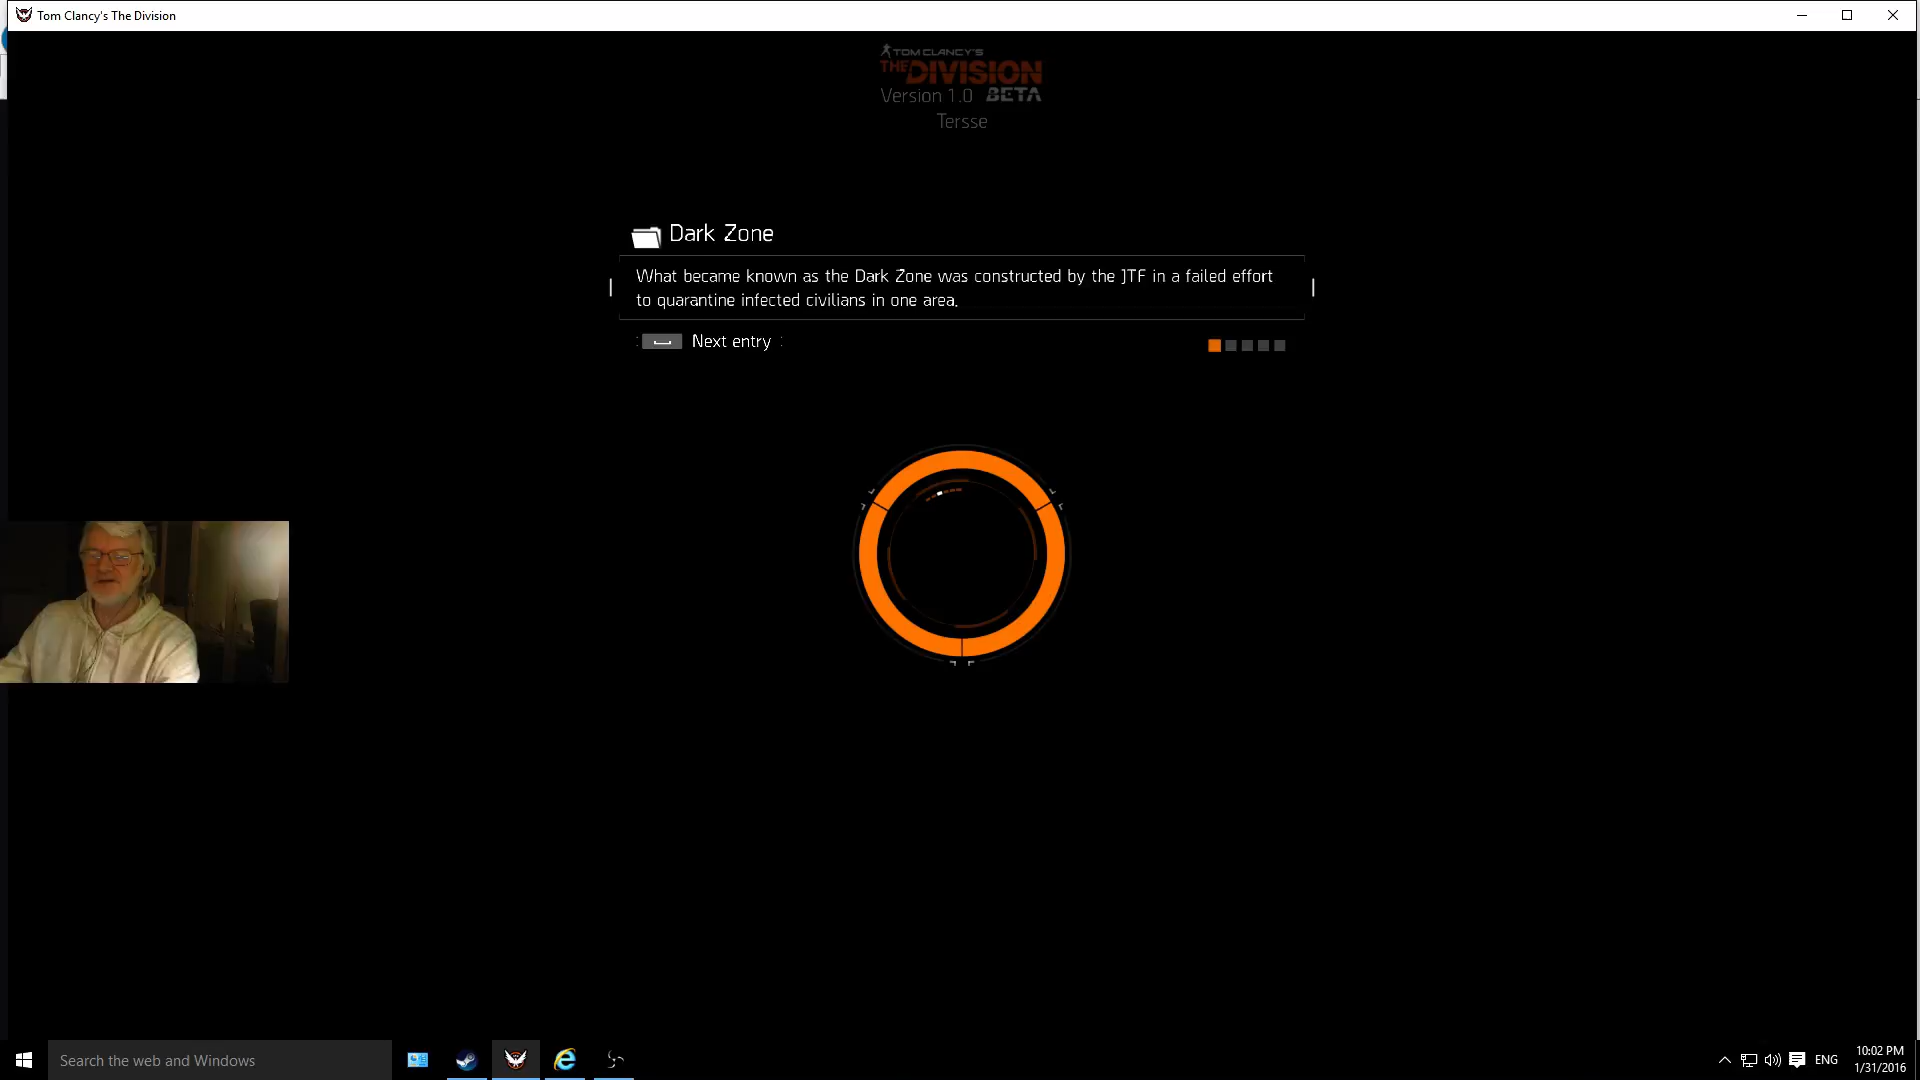 Tom Clancy's The Division
TOM CLANCY'S
THE DIVISION
Version 1.0 BETA
Tersse
Dark Zone
What became known as the Dark Zone was constructed by the JTF in a failed effort
to quarantine infected civilians in one area.
Next entry
Search the web and Windows
ENG
10:02 PM
1/31/2016